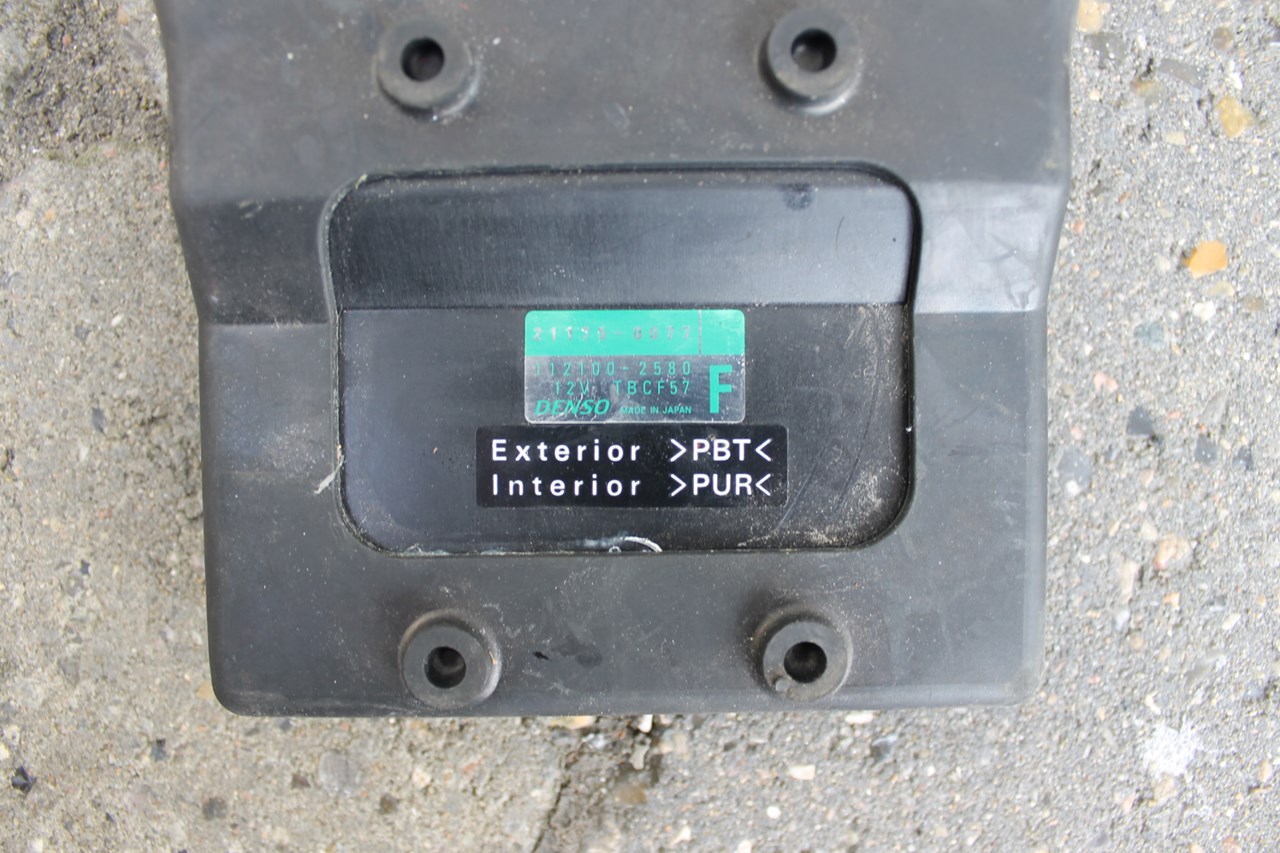 112100-2580
12V TBCF57
F
DENSO MADE IN JAPAN
Exterior >PBT<
Interior >PUR<